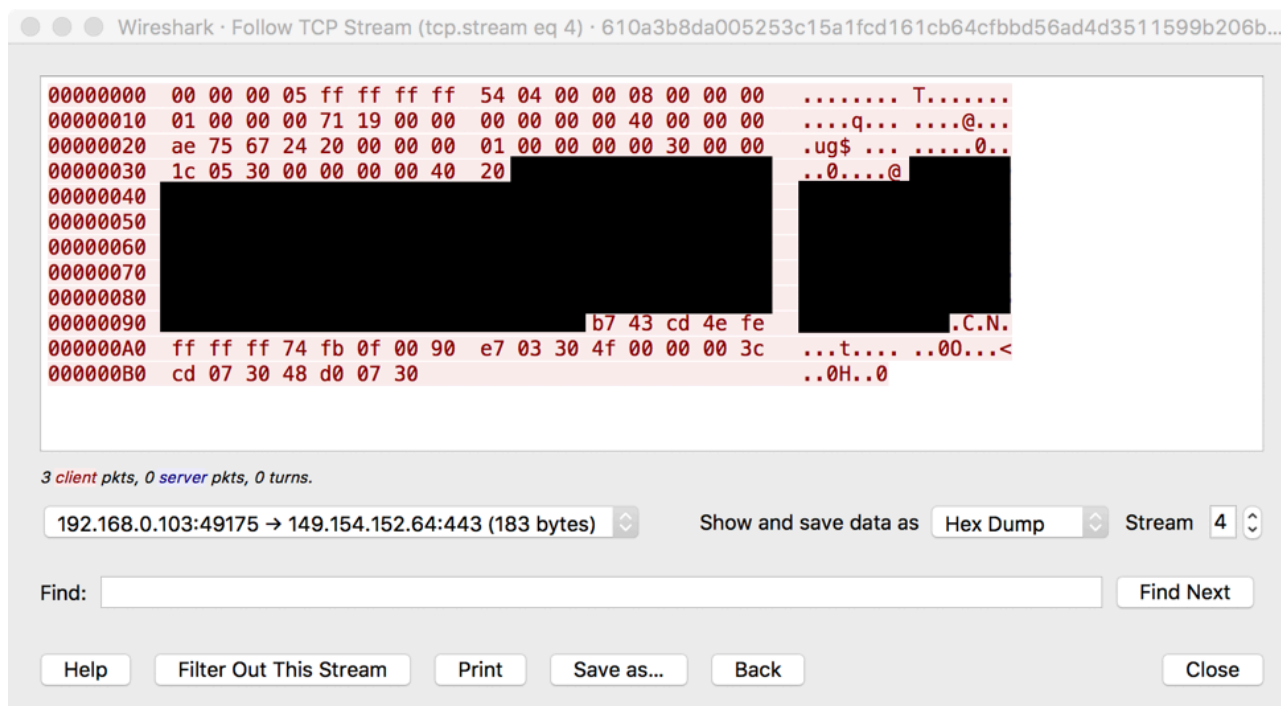 Wireshark · Follow TCP Stream (tcp.stream eq 4) · 610a3b8da005253c15a1fcd161cb64cfbbd56ad4d3511599b206b...
00000000 00 00 00 05 ff ff ff ff 54 04 00 00 08 00 00 00 ........ T.......
00000010 01 00 00 00 71 19 00 00 00 00 00 00 40 00 00 00 ....q... ....@...
00000020 ae 75 67 24 20 00 00 00 01 00 00 00 00 30 00 00 .ug$ ... .....0..
00000030 1c 05 30 00 00 00 00 40 20 ..0....@
00000040
00000050
00000060
00000070
00000080
00000090 b7 43 cd 4e fe .C.N.
000000A0 ff ff ff 74 fb 0f 00 90 e7 03 30 4f 00 00 00 3c ...t.... ..0O...<
000000B0 cd 07 30 48 d0 07 30 ..0H..0
3 client pkts, 0 server pkts, 0 turns.
192.168.0.103:49175 → 149.154.152.64:443 (183 bytes) Show and save data as Hex Dump Stream 4
Find: Find Next
Help Filter Out This Stream Print Save as... Back Close